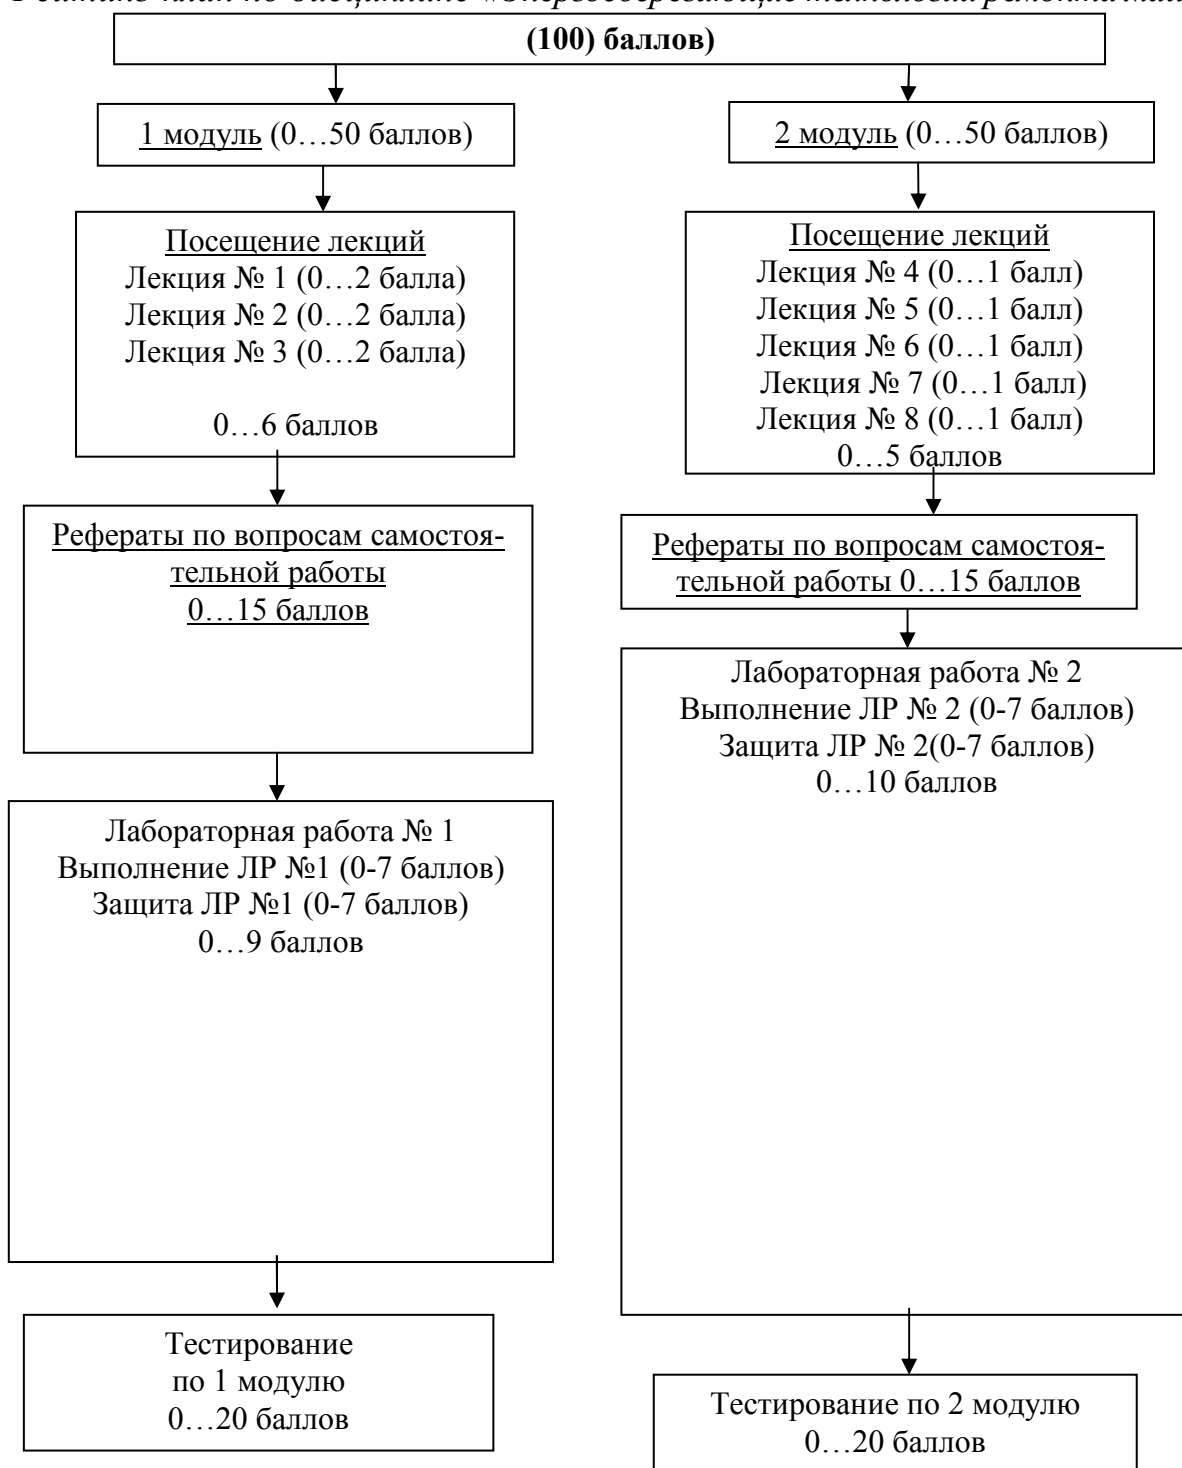 по дисциплине «Энергосберегающие технологии ремонта
(100) баллов)
1 модуль (0…50 баллов)
Посещение лекций
Лекция № 1 (0…2 балла)
Лекция № 2 (0…2 балла)
Лекция № 3 (0…2 балла)
0…6 баллов
Рефераты по вопросам самостоя-
тельной работы
0…15 баллов
Лабораторная работа № 1
Выполнение ЛР №1 (0-7 баллов)
Защита ЛР №1 (0-7 баллов)
0…9 баллов
Тестирование
по 1 модулю
0…20 баллов
2 модуль (0…50 баллов)
Посещение лекций
Лекция № 4 (0…1 балл)
Лекция № 5 (0…1 балл)
Лекция № 6 (0…1 балл)
Лекция № 7 (0…1 балл)
Лекция № 8 (0…1 балл)
0…5 баллов
Рефераты по вопросам самостоя-
тельной работы 0…15 баллов
Лабораторная работа № 2
Выполнение ЛР № 2 (0-7 баллов)
Защита ЛР № 2(0-7 баллов)
0…10 баллов
Тестирование по 2 модулю
0…20 баллов